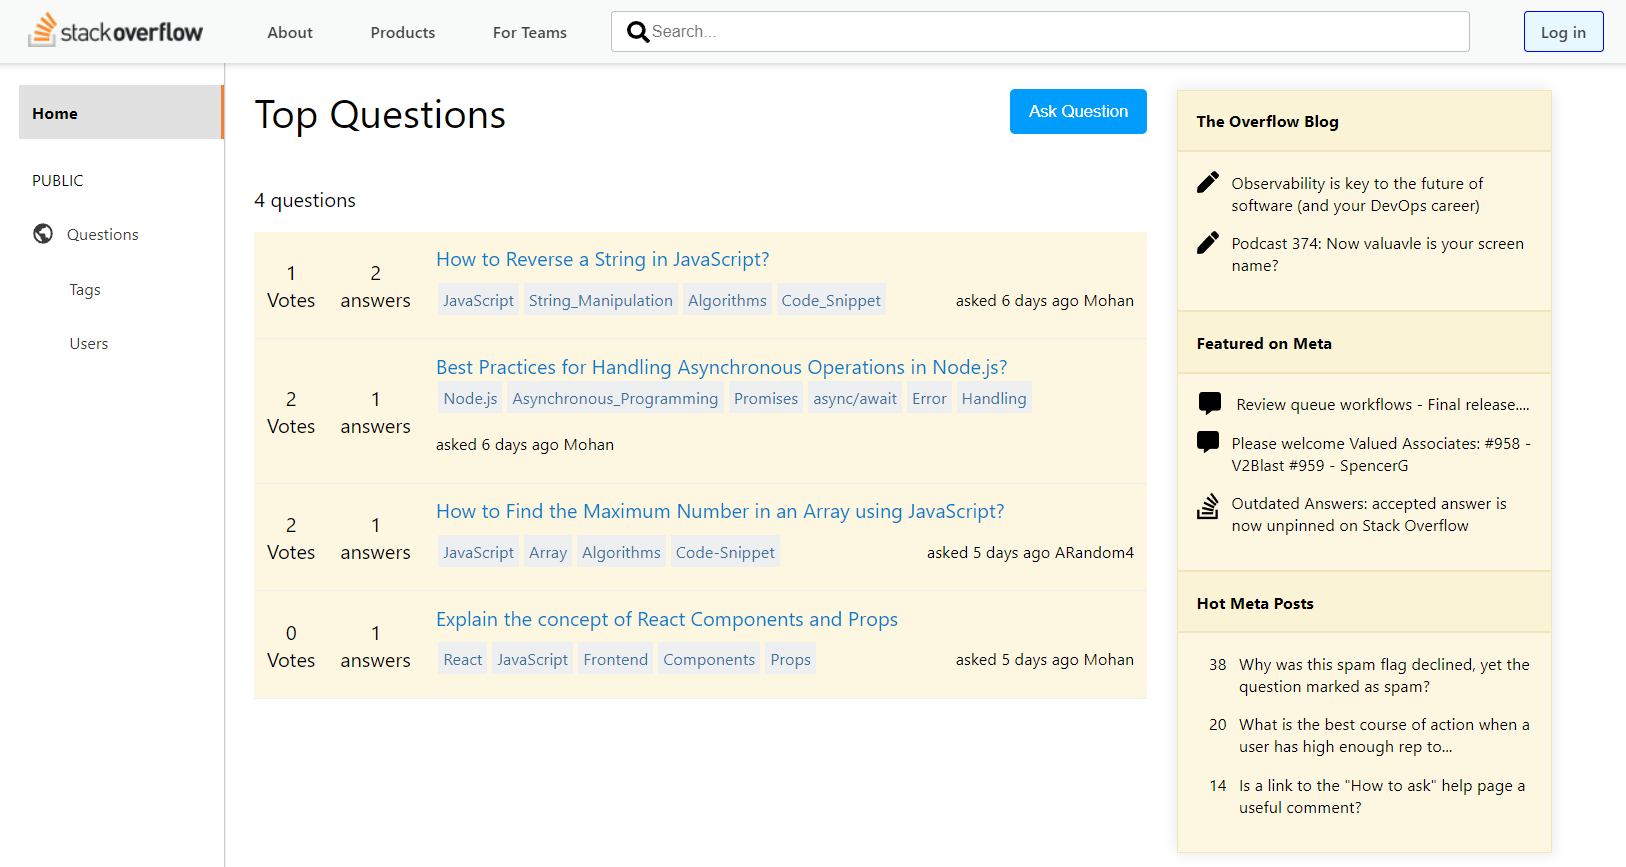 stackoverflow
About
Products
For Teams
Search...
Log in
Home
PUBLIC
Questions
Tags
Users
Top Questions
Ask Question
4 questions
1 2
Votes answers
How to Reverse a String in JavaScript?
JavaScript String_Manipulation Algorithms Code_Snippet
asked 6 days ago Mohan
2 1
Votes answers
Best Practices for Handling Asynchronous Operations in Node.js?
Node.js Asynchronous_Programming Promises async/await Error Handling
asked 6 days ago Mohan
2 1
Votes answers
How to Find the Maximum Number in an Array using JavaScript?
JavaScript Array Algorithms Code-Snippet
asked 5 days ago ARandom4
0 1
Votes answers
Explain the concept of React Components and Props
React JavaScript Frontend Components Props
asked 5 days ago Mohan
The Overflow Blog
Observability is key to the future of
software (and your DevOps career)
Podcast 374: Now valuavle is your screen
name?
Featured on Meta
Review queue workflows - Final release....
Please welcome Valued Associates: #958 -
V2Blast #959 - SpencerG
Outdated Answers: accepted answer is
now unpinned on Stack Overflow
Hot Meta Posts
38 Why was this spam flag declined, yet the
question marked as spam?
20 What is the best course of action when a
user has high enough rep to...
14 Is a link to the "How to ask" help page a
useful comment?